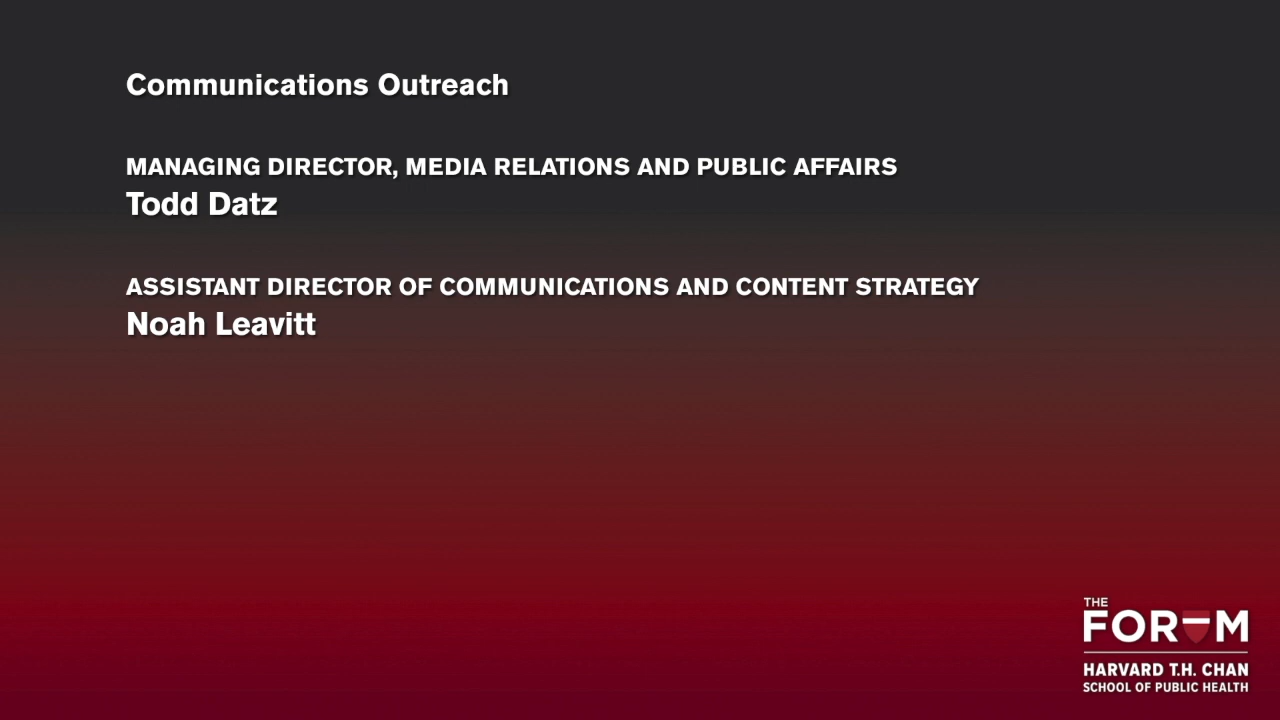 Communications Outreach
MANAGING DIRECTOR, MEDIA RELATIONS AND PUBLIC AFFAIRS
Todd Datz
ASSISTANT DIRECTOR OF COMMUNICATIONS AND CONTENT STRATEGY
Noah Leavitt
THE
FORUM
HARVARD T.H. CHAN
SCHOOL OF PUBLIC HEALTH